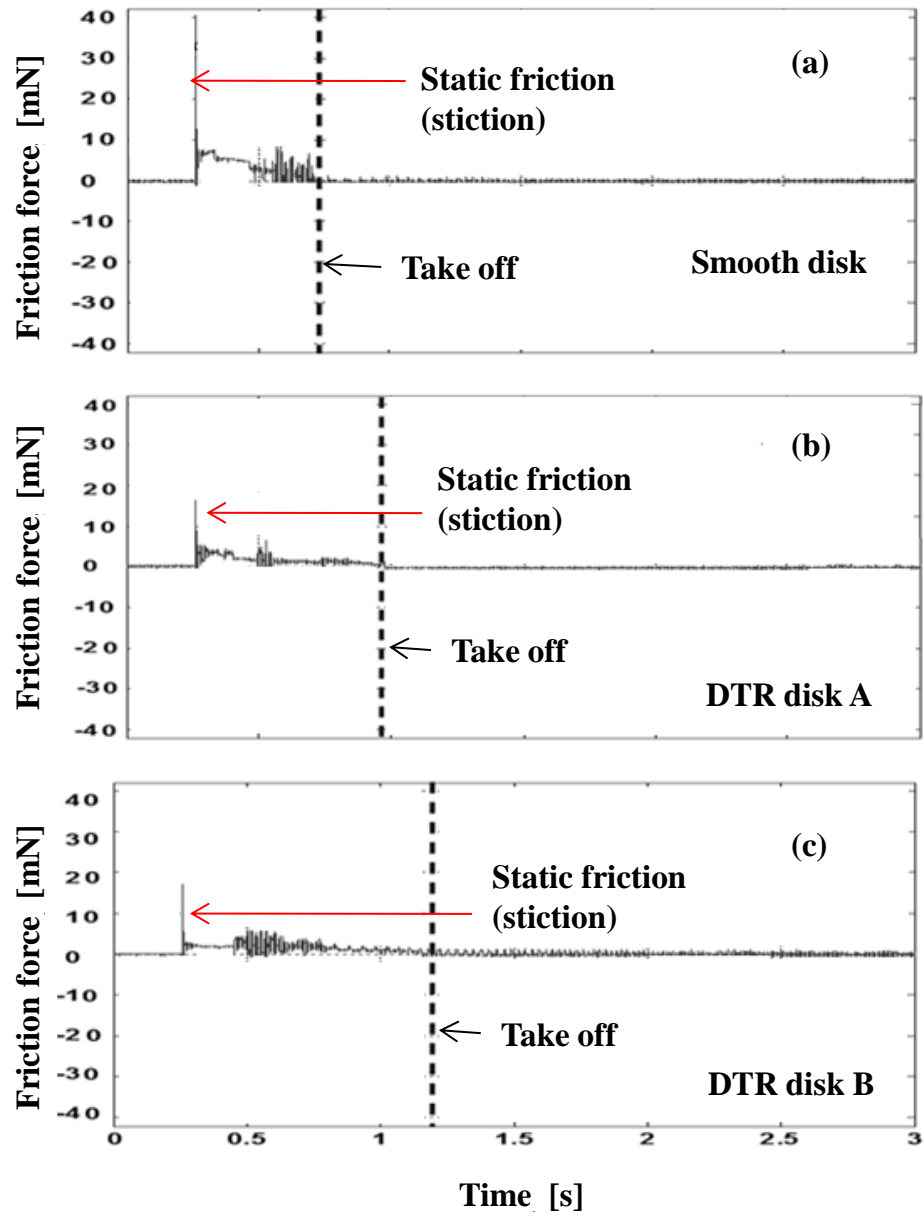 Friction force [mN]
40
30
20
10
0
-10
-20
-30
-40
(a)
Static friction
(stiction)
Take off
Smooth disk
Friction force [mN]
40
30
20
10
0
-10
-20
-30
-40
(b)
Static friction
(stiction)
Take off
DTR disk A
Friction force [mN]
40
30
20
10
0
-10
-20
-30
-40
(c)
Static friction
(stiction)
Take off
DTR disk B
0 0.5 1 1.5 2 2.5 3
Time [s]